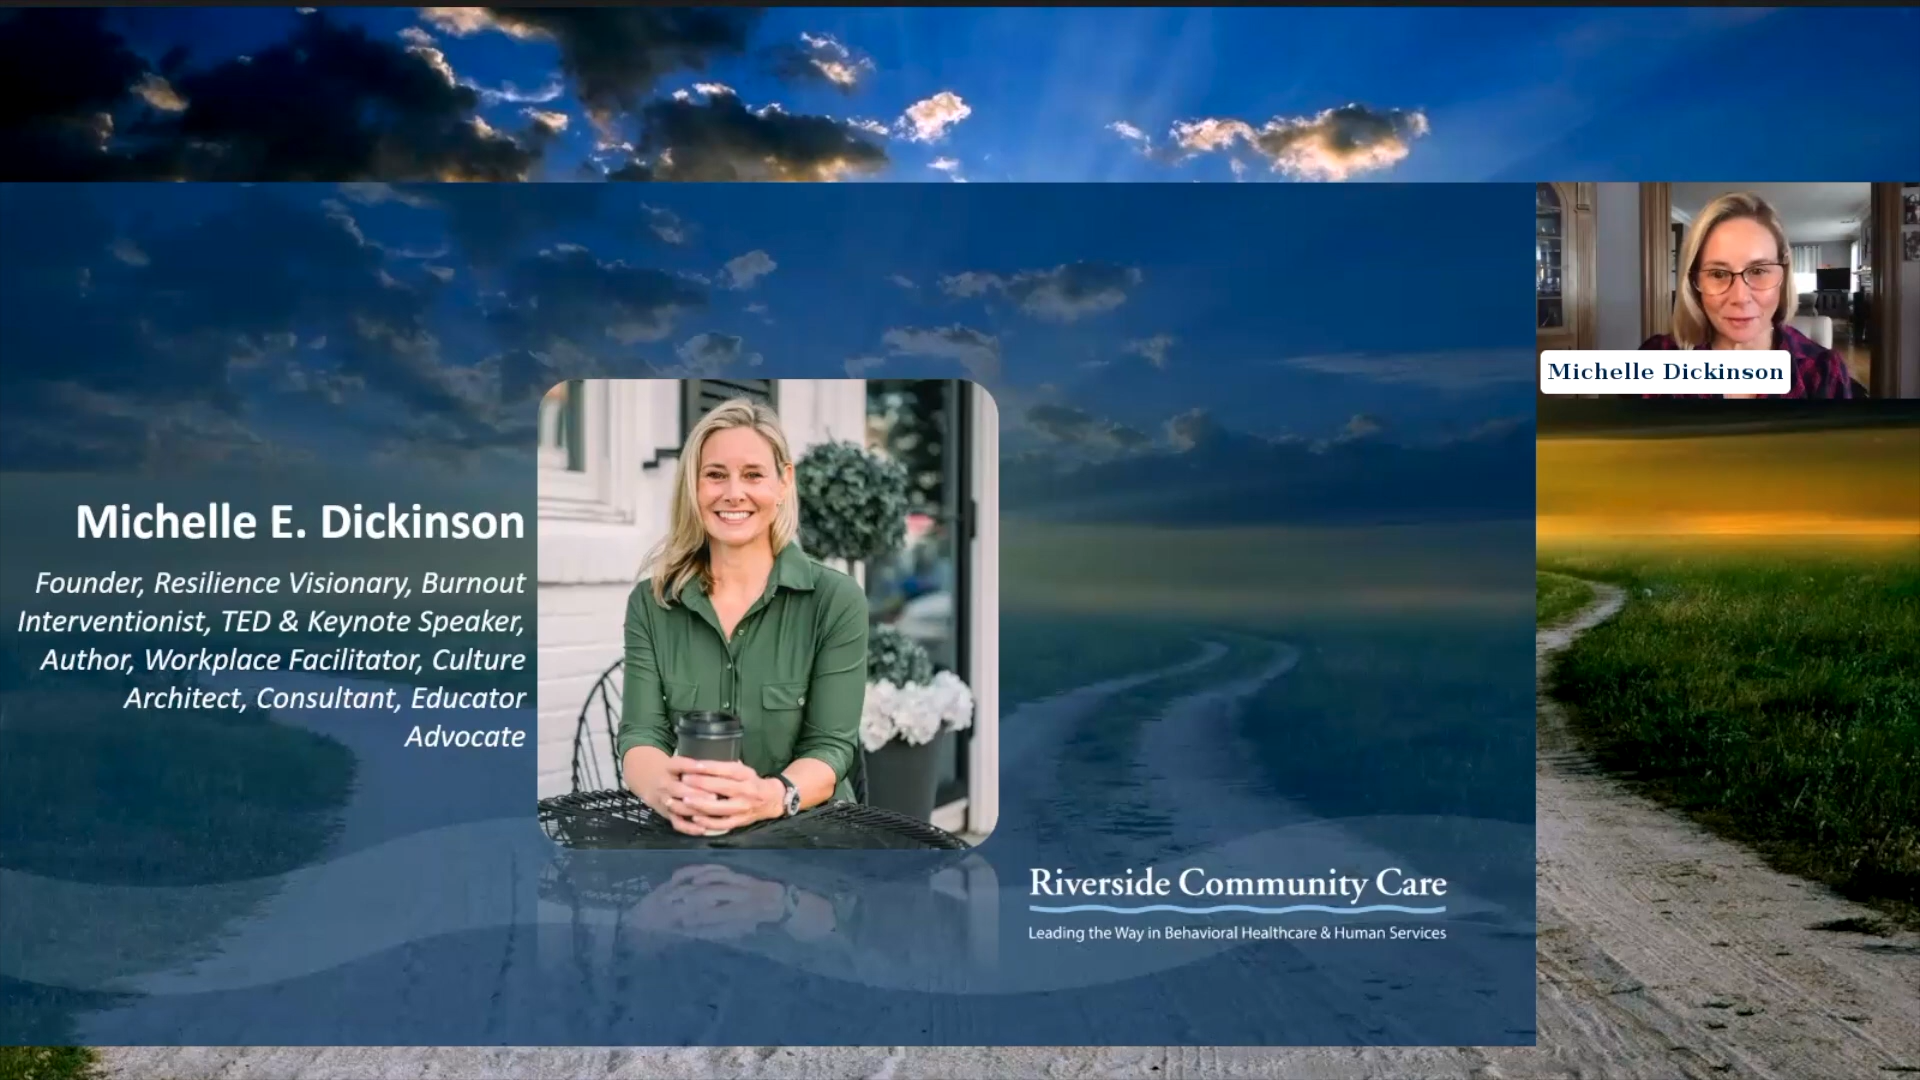 Michelle Dickinson
Michelle E. Dickinson
Founder, Resilience Visionary, Burnout
Interventionist, TED & Keynote Speaker,
Author, Workplace Facilitator, Culture
Architect, Consultant, Educator
Advocate
Riverside Community Care
Leading the Way in Behavioral Healthcare & Human Services